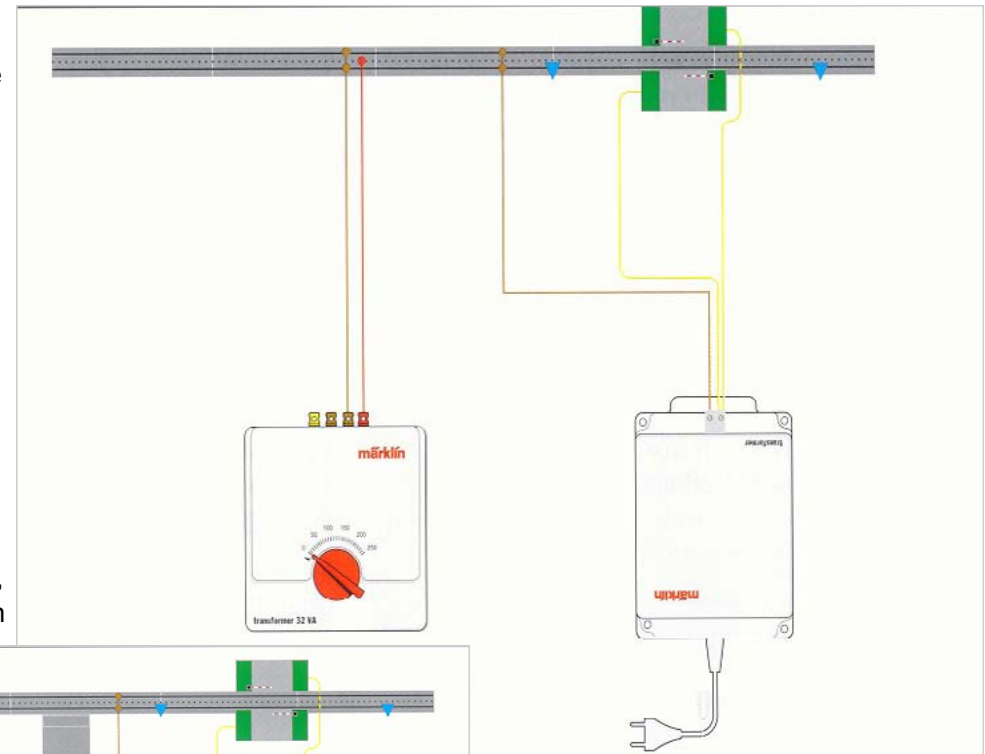 e
märklin
50 100 150 200
0 250
transformer 32 VA
transformer
märklin
,
n